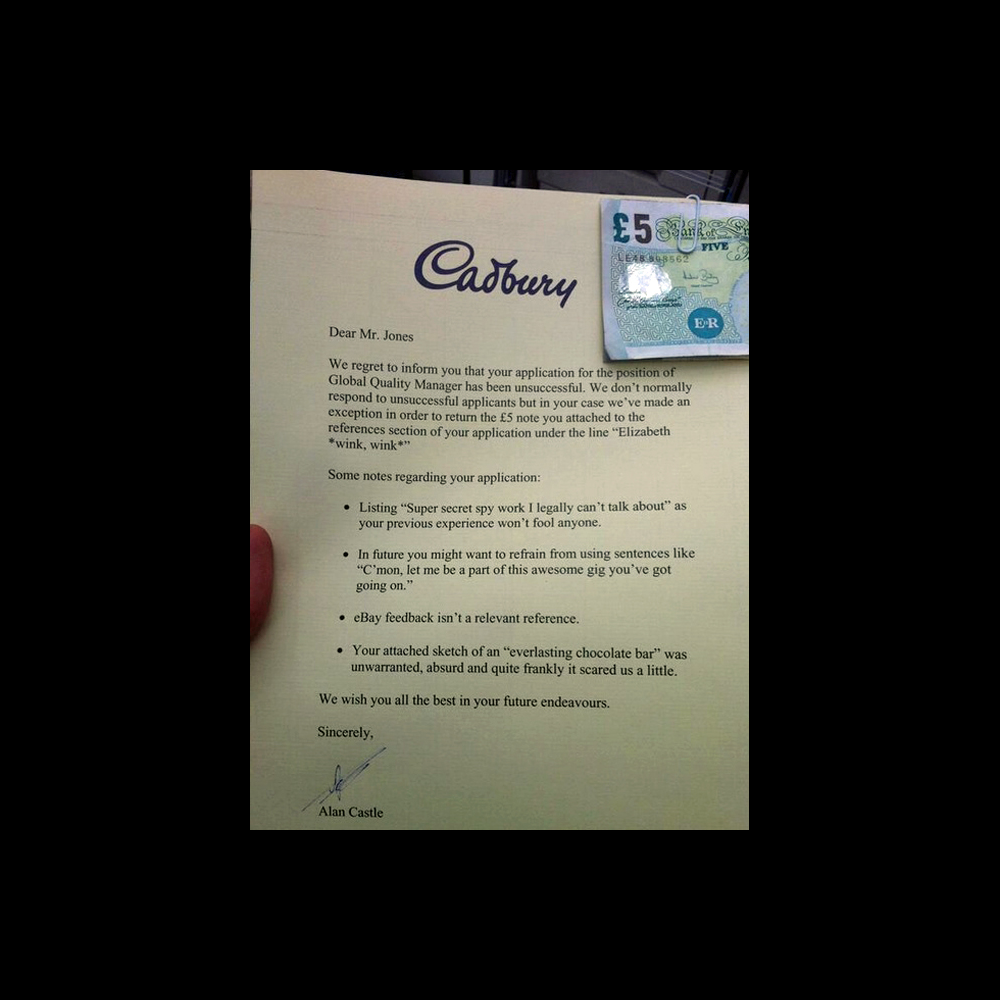 Cadbury
£5
Bank of
FIVE
E R
Dear Mr. Jones
We regret to inform you that your application for the position of
Global Quality Manager has been unsuccessful. We don't normally
respond to unsuccessful applicants but in your case we've made an
exception in order to return the £5 note you attached to the
references section of your application under the line “Elizabeth
*wink, wink*”
Some notes regarding your application:
• Listing “Super secret spy work I legally can't talk about” as
your previous experience won't fool anyone.
• In future you might want to refrain from using sentences like
“C'mon, let me be a part of this awesome gig you've got
going on.”
• eBay feedback isn't a relevant reference.
• Your attached sketch of an “everlasting chocolate bar” was
unwarranted, absurd and quite frankly it scared us a little.
We wish you all the best in your future endeavours.
Sincerely,
Alan Castle